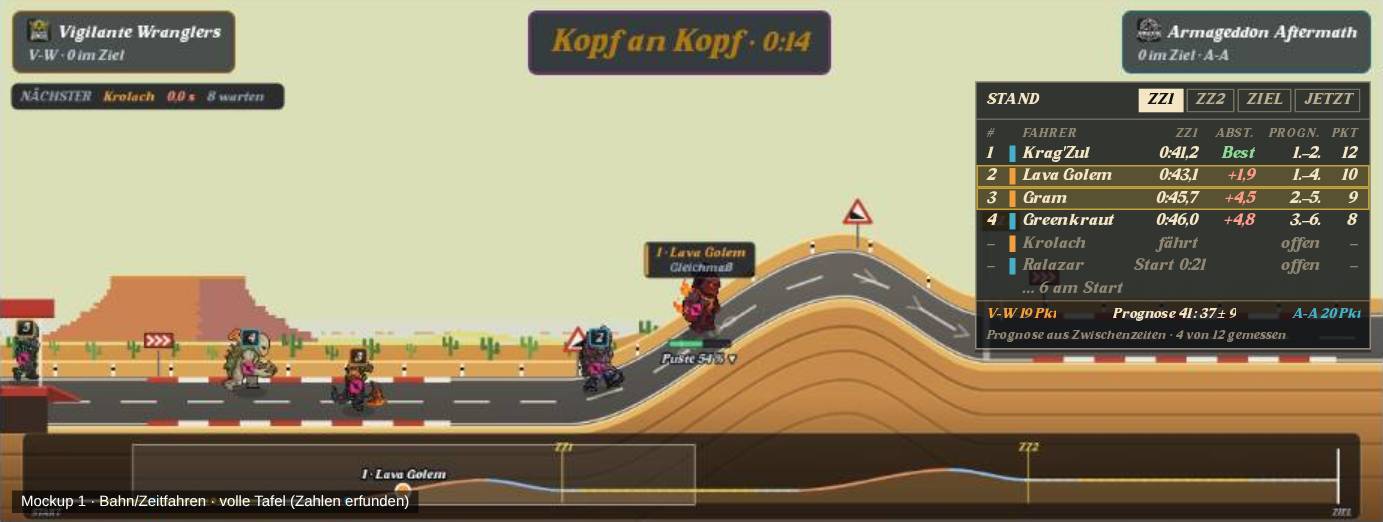 Vigilante Wranglers
V-W · 0 im Ziel
Kopf an Kopf · 0:14
Armageddon Aftermath
0 im Ziel · A-A
NÄCHSTER Krolach 0,0 s 8 warten
STAND ZZ1 ZZ2 ZIEL JETZT
# FAHRER ZZ1 ABST. PROGN. PKT
1 Krag'Zul 0:41,2 Best 1.–2. 12
2 Lava Golem 0:43,1 +1,9 1.–4. 10
3 Gram 0:45,7 +4,5 2.–5. 9
4 Greenkraut 0:46,0 +4,8 3.–6. 8
– Krolach fährt offen –
– Ralazar Start 0:21 offen –
... 6 am Start
V-W 19 Pkt Prognose 41 : 37 ± 9 A-A 20 Pkt
Prognose aus Zwischenzeiten · 4 von 12 gemessen
1 · Lava Golem
Gleichmaß
3
4
3
2
Puste 54 % ▾
ZZ1
ZZ2
1 · Lava Golem
Mockup 1 · Bahn/Zeitfahren · volle Tafel (Zahlen erfunden)
START
ZIEL